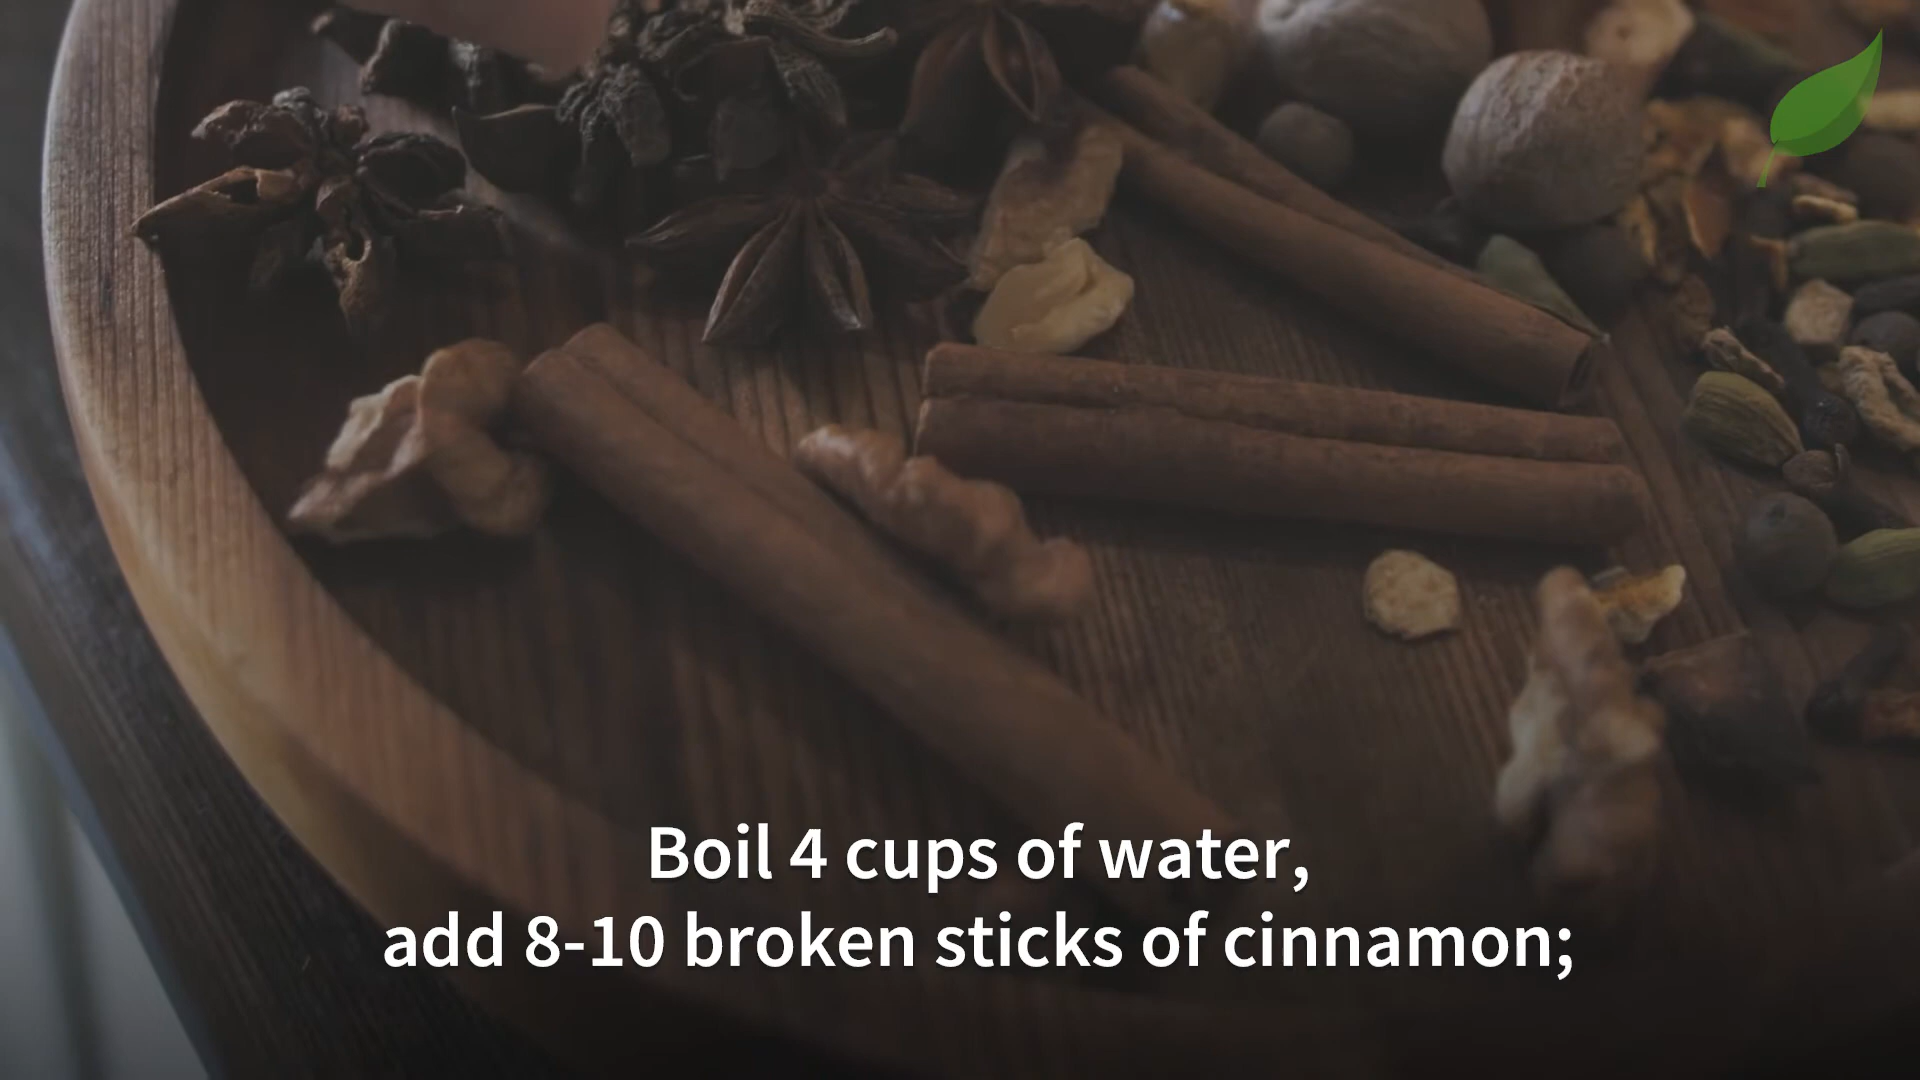 Boil 4 cups of water,
add 8-10 broken sticks of cinnamon;